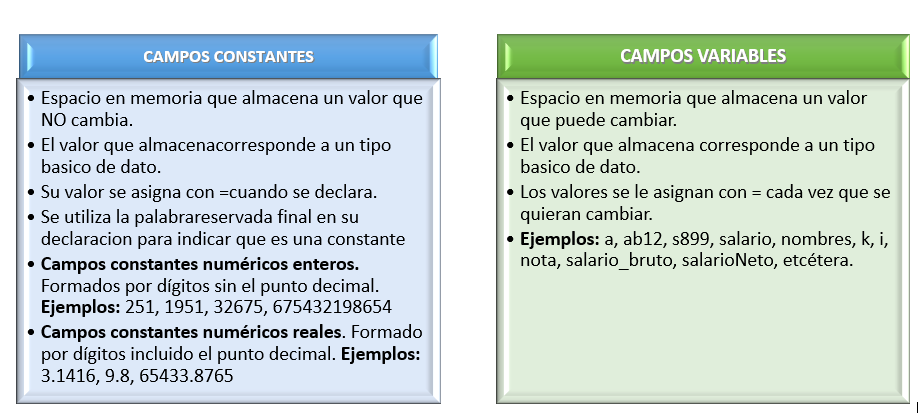 CAMPOS CONSTANTES
• Espacio en memoria que almacena un valor que
NO cambia.
• El valor que almacenacorresponde a un tipo
basico de dato.
• Su valor se asigna con =cuando se declara.
• Se utiliza la palabrareservada final en su
declaracion para indicar que es una constante
• Campos constantes numéricos enteros.
Formados por dígitos sin el punto decimal.
Ejemplos: 251, 1951, 32675, 675432198654
• Campos constantes numéricos reales. Formado
por dígitos incluido el punto decimal. Ejemplos:
3.1416, 9.8, 65433.8765
CAMPOS VARIABLES
• Espacio en memoria que almacena un valor
que puede cambiar.
• El valor que almacena corresponde a un tipo
basico de dato.
• Los valores se le asignan con = cada vez que se
quieran cambiar.
• Ejemplos: a, ab12, s899, salario, nombres, k, i,
nota, salario_bruto, salarioNeto, etcétera.